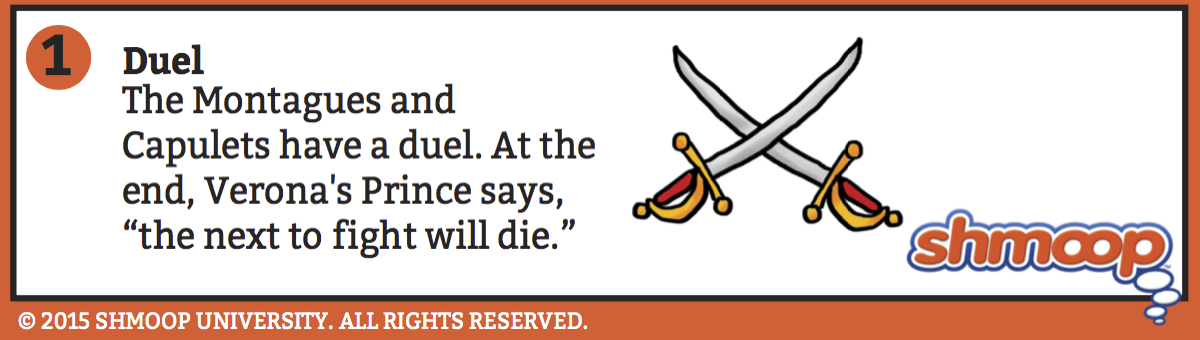 1
Duel
The Montagues and
Capulets have a duel. At the
end, Verona's Prince says,
“the next to fight will die.”
shmoop
™
© 2015 SHMOOP UNIVERSITY. ALL RIGHTS RESERVED.